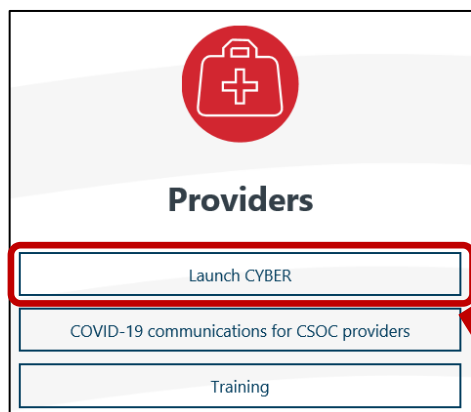 Providers
Launch CYBER
COVID-19 communications for CSOC providers
Training